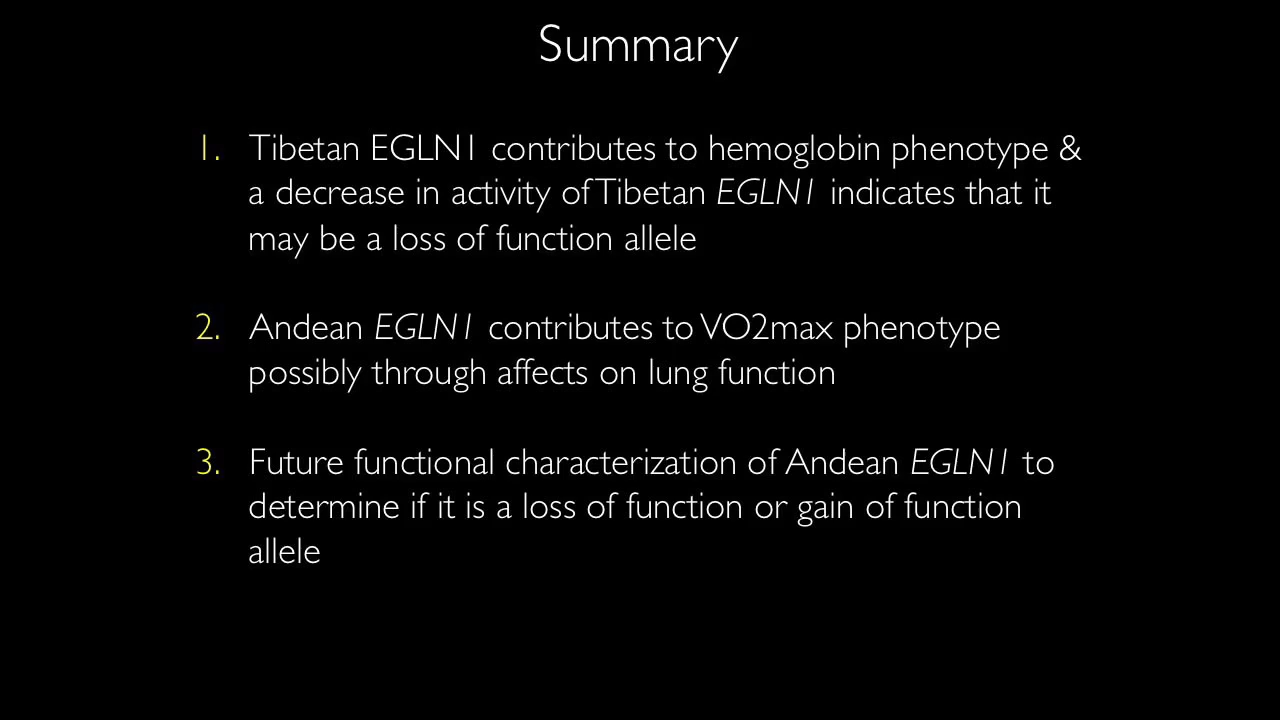 Summary
1. Tibetan EGLN1 contributes to hemoglobin phenotype &
a decrease in activity of Tibetan EGLN1 indicates that it
may be a loss of function allele
2. Andean EGLN1 contributes to VO2max phenotype
possibly through affects on lung function
3. Future functional characterization of Andean EGLN1 to
determine if it is a loss of function or gain of function
allele